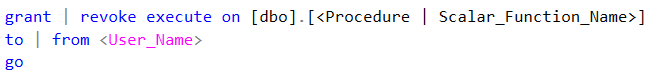 grant | revoke execute on [dbo].[<Procedure | Scalar_Function_Name>]
to | from <User_Name>
go